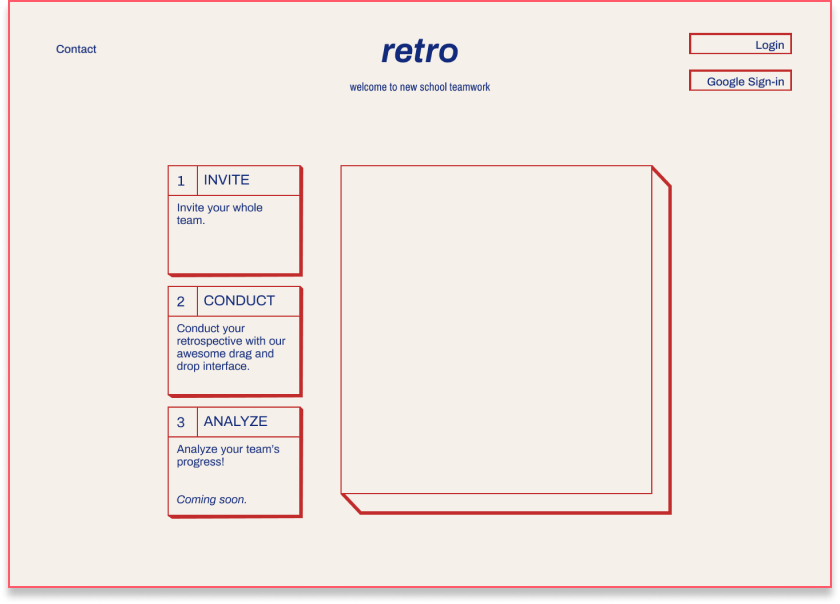 Contact
retro
Login
welcome to new school teamwork
Google Sign-in
1 INVITE
Invite your whole
team.
2 CONDUCT
Conduct your
retrospective with our
awesome drag and
drop interface.
3 ANALYZE
Analyze your team's
progress!
Coming soon.